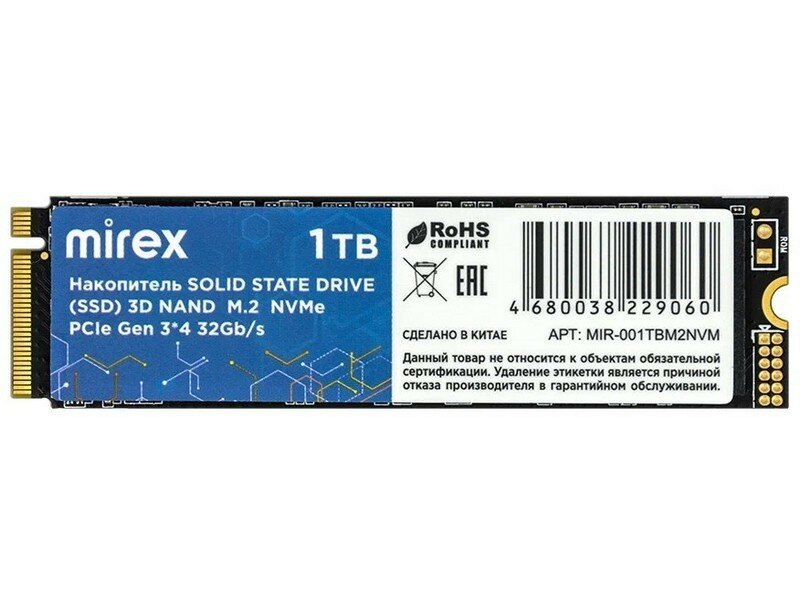 mirex
1TB
Накопитель SOLID STATE DRIVE
(SSD) 3D NAND M.2 NVMe
PCIe Gen 3*4 32Gb/s
RoHS
COMPLIANT
EAC
4 680038 229060
СДЕЛАНО В КИТАЕ
АРТ: MIR-001TBM2NVM
Данный товар не относится к объектам обязательной
сертификации. Удаление этикетки является причиной
отказа производителя в гарантийном обслуживании.
ROW